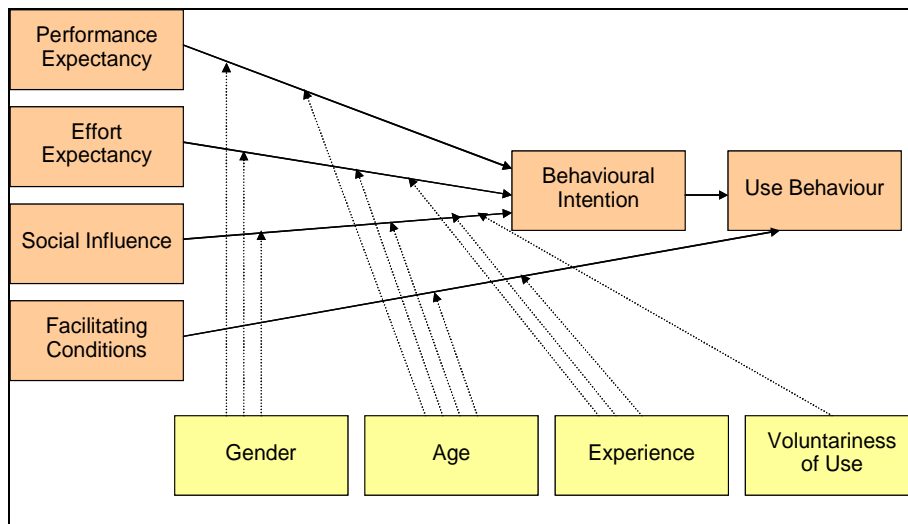 Performance
Expectancy
Effort
Expectancy
Social Influence
Facilitating
Conditions
Behavioural
Intention
Use Behaviour
Gender
Age
Experience
Voluntariness
of Use